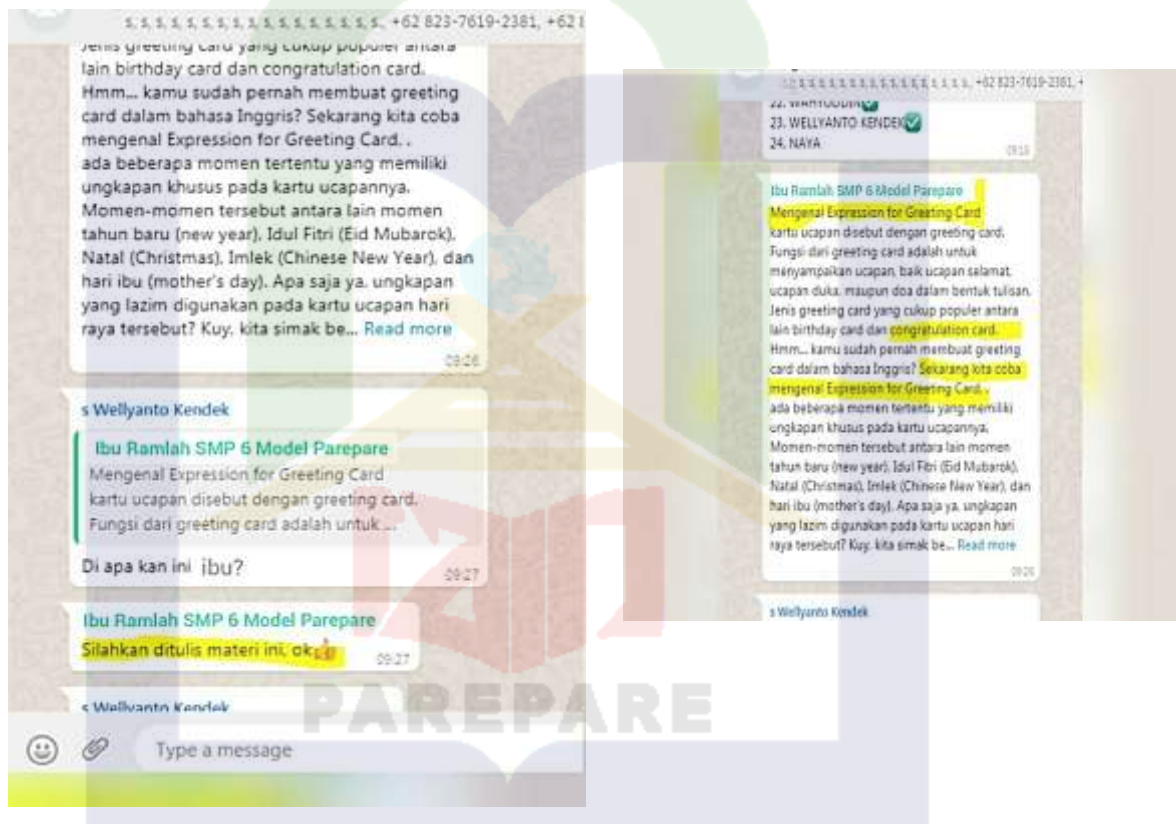 s, s, s, s, s, s, s, s, s, s, s, s, s, s, s, s, s., +62 823-7619-2381, +62 8
Jenis greeting card yang cukup populer antara
lain birthday card dan congratulation card.
Hmm... kamu sudah pernah membuat greeting
card dalam bahasa Inggris? Sekarang kita coba
mengenal Expression for Greeting Card. .
ada beberapa momen tertentu yang memiliki
ungkapan khusus pada kartu ucapannya.
Momen-momen tersebut antara lain momen
tahun baru (new year), Idul Fitri (Eid Mubarok),
Natal (Christmas), Imlek (Chinese New Year), dan
hari ibu (mother's day). Apa saja ya, ungkapan
yang lazim digunakan pada kartu ucapan hari
raya tersebut? Kuy, kita simak be... Read more
09:26
s Wellyanto Kendek
Ibu Ramlah SMP 6 Model Parepare
Mengenal Expression for Greeting Card
kartu ucapan disebut dengan greeting card.
Fungsi dari greeting card adalah untuk ...
Di apa kan ini ibu?
09:27
Ibu Ramlah SMP 6 Model Parepare
Silahkan ditulis materi ini, ok👍
09:27
s Wellyanto Kendek
Type a message
+62 823-7619-2381, +
22. WAHYUDDIN✅
23. WELLYANTO KENDEK✅
24. NAYA
Ibu Ramlah SMP 6 Model Parepare
Mengenal Expression for Greeting Card
kartu ucapan disebut dengan greeting card.
Fungsi dari greeting card adalah untuk
menyampaikan ucapan, baik ucapan selamat,
ucapan duka, maupun doa dalam bentuk tulisan.
Jenis greeting card yang cukup populer antara
lain birthday card dan congratulation card.
Hmm... kamu sudah pernah membuat greeting
card dalam bahasa Inggris? Sekarang kita coba
mengenal Expression for Greeting Card. .
ada beberapa momen tertentu yang memiliki
ungkapan khusus pada kartu ucapannya.
Momen-momen tersebut antara lain momen
tahun baru (new year), Idul Fitri (Eid Mubarok),
Natal (Christmas), Imlek (Chinese New Year), dan
hari ibu (mother's day). Apa saja ya, ungkapan
yang lazim digunakan pada kartu ucapan hari
raya tersebut? Kuy, kita simak be... Read more
09:26
s Wellyanto Kendek
PAREPARE